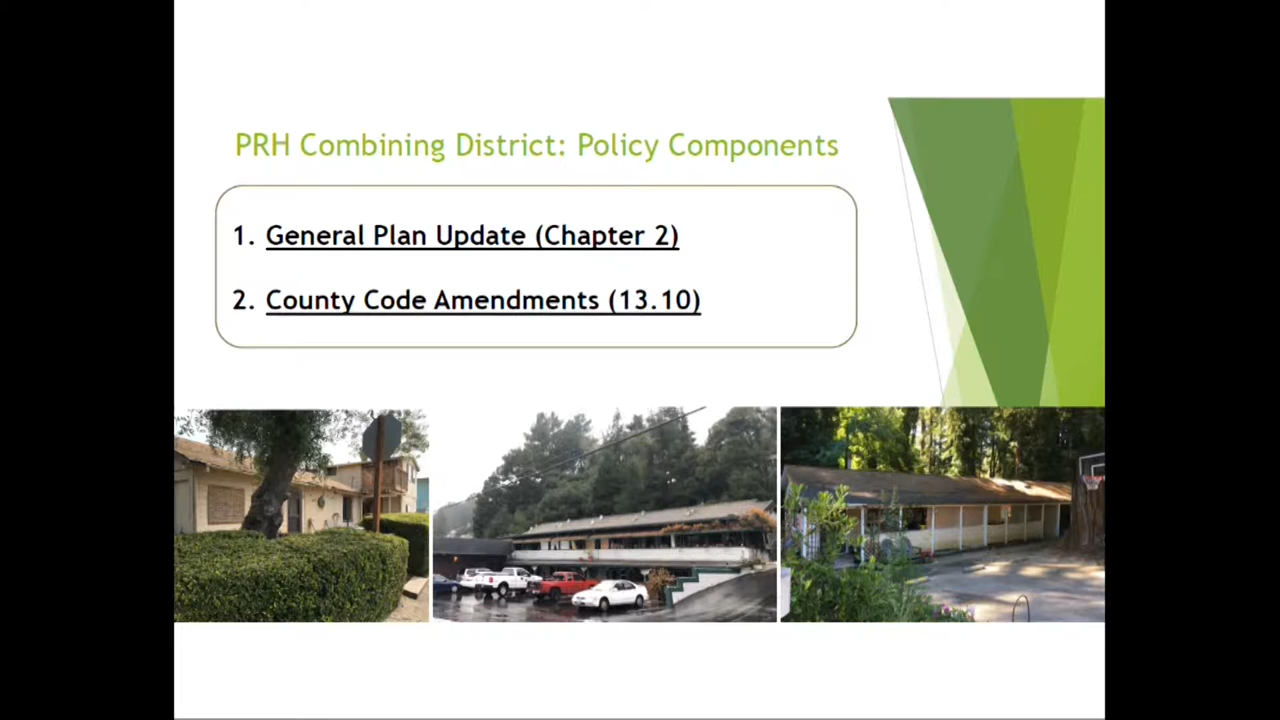 PRH Combining District: Policy Components
1. General Plan Update (Chapter 2)
2. County Code Amendments (13.10)